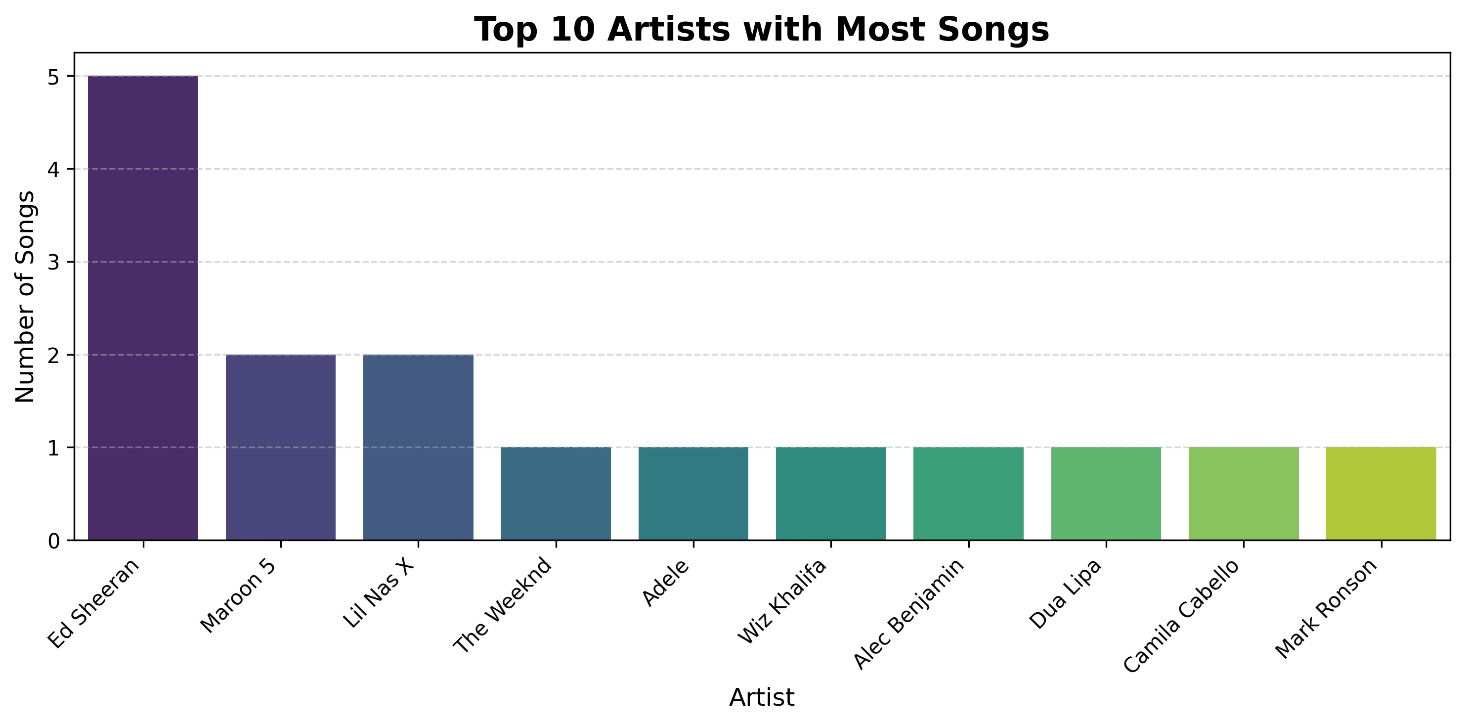 Top 10 Artists with Most Songs
Number of Songs
5
4
3
2
1
0
Ed Sheeran
Maroon 5
Lil Nas X
The Weeknd
Adele
Wiz Khalifa
Alec Benjamin
Dua Lipa
Camila Cabello
Mark Ronson
Artist